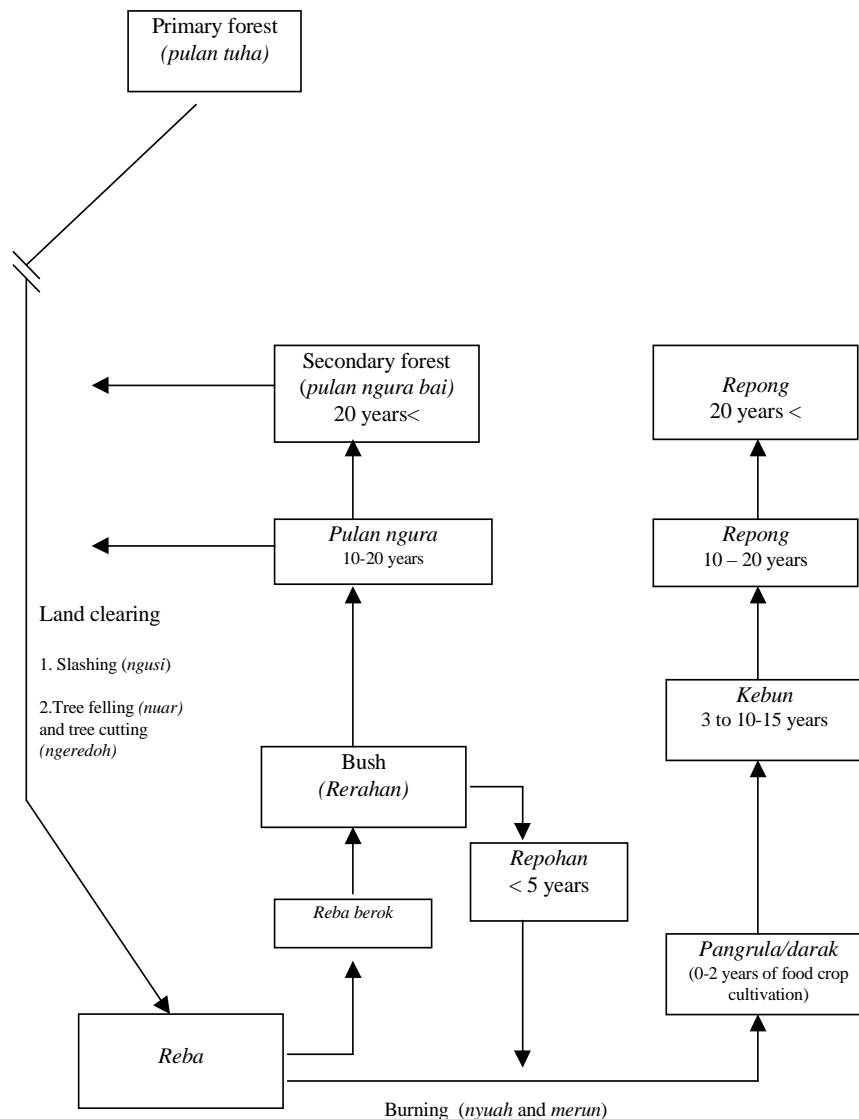 Primary forest
(pulan tuha)
Secondary forest
(pulan ngura bai)
20 years<
Repong
20 years <
Pulan ngura
10-20 years
Repong
10 – 20 years
Land clearing
1. Slashing (ngusi)
2.Tree felling (nuar)
and tree cutting
(ngeredoh)
Kebun
3 to 10-15 years
Bush
(Rerahan)
Repohan
< 5 years
Reba berok
Pangrula/darak
(0-2 years of food crop
cultivation)
Reba
Burning (nyuah and merun)